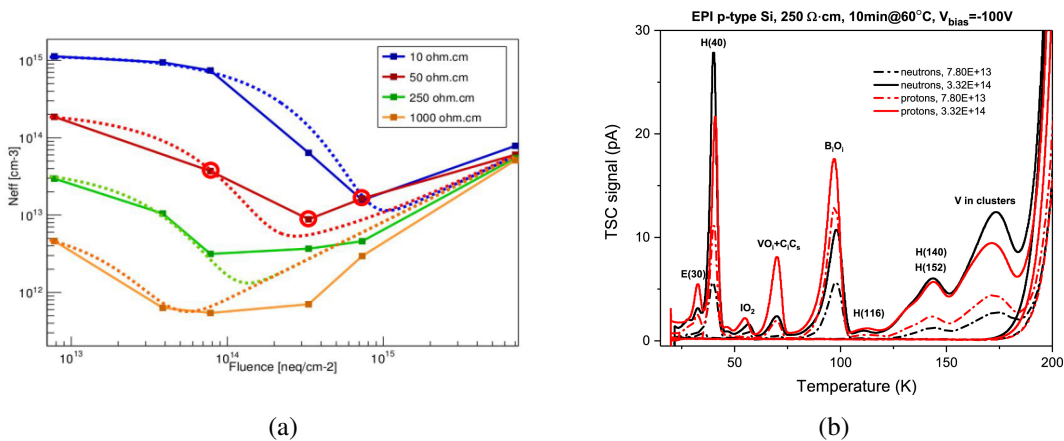 Neff [cm-3]
10¹⁵
10¹⁴
10¹³
10¹²
10 ohm.cm
50 ohm.cm
250 ohm.cm
1000 ohm.cm
10¹³
10¹⁴
10¹⁵
Fluence [neq/cm-2]
(a)
EPI p-type Si, 250 Ω·cm, 10min@60°C, V_bias=-100V
TSC signal (pA)
30
20
10
0
H(40)
neutrons, 7.80E+13
neutrons, 3.32E+14
protons, 7.80E+13
protons, 3.32E+14
BᵢOᵢ
VOᵢ+CᵢCₛ
V in clusters
E(30)
H(140)
H(152)
IO₂
H(116)
50
75
100
125
150
175
200
Temperature (K)
(b)